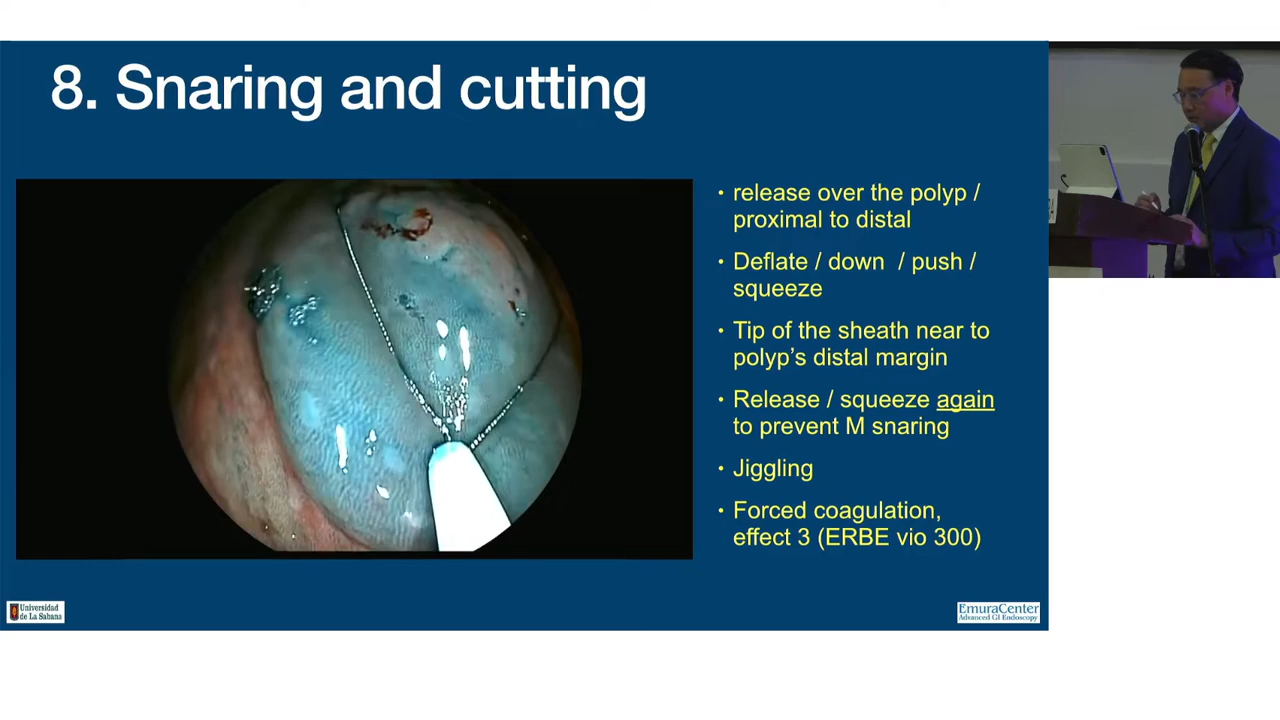 8. Snaring and cutting
• release over the polyp /
proximal to distal
• Deflate / down / push /
squeeze
• Tip of the sheath near to
polyp's distal margin
• Release / squeeze again
to prevent M snaring
• Jiggling
• Forced coagulation,
effect 3 (ERBE vio 300)
Universidad
de La Sabana
EmuraCenter
Advanced GI Endoscopy